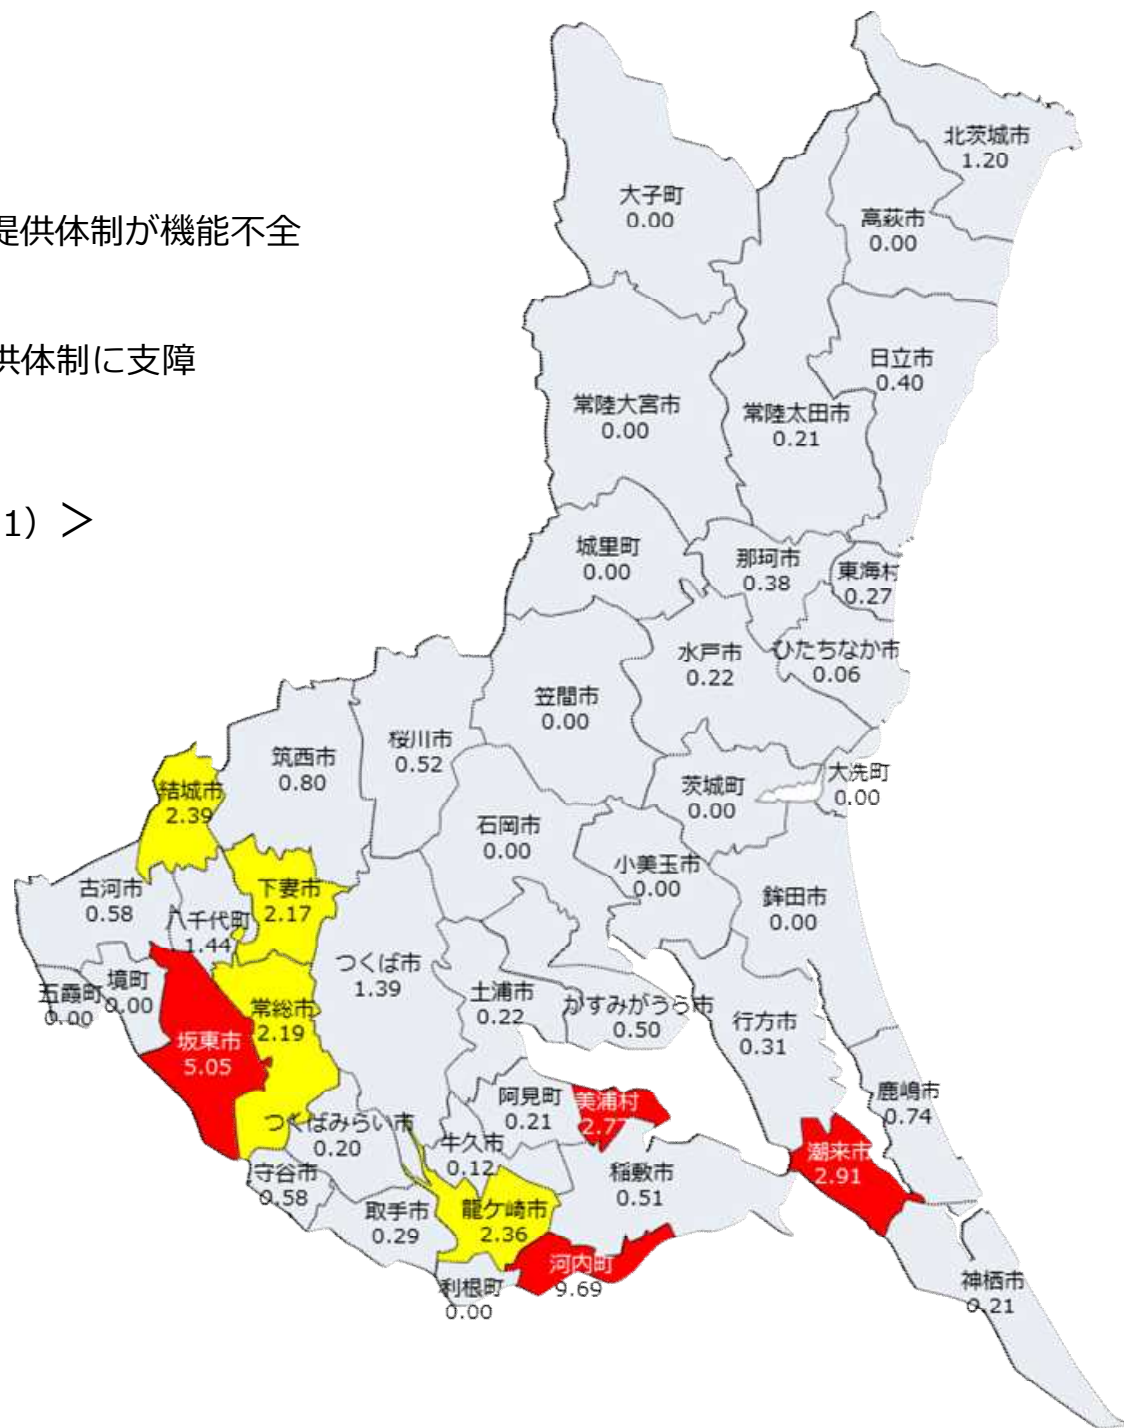 提供体制が機能不全
供体制に支障
1）＞
北茨城市
1.20
大子町
0.00
高萩市
0.00
日立市
0.40
常陸大宮市
0.00
常陸太田市
0.21
城里町
0.00
那珂市
0.38
東海村
0.27
水戸市
0.22
ひたちなか市
0.06
笠間市
0.00
桜川市
0.52
筑西市
0.80
結城市
2.39
茨城町
0.00
大洗町
0.00
石岡市
0.00
小美玉市
0.00
鉾田市
0.00
古河市
0.58
八千代町
1.44
下妻市
2.17
つくば市
1.39
五霞町
0.00
境町
0.00
坂東市
5.05
常総市
2.19
土浦市
0.22
かすみがうら市
0.50
行方市
0.31
鹿嶋市
0.74
つくばみらい市
0.20
阿見町
0.21
美浦村
2.77
潮来市
2.91
牛久市
0.12
稲敷市
0.51
守谷市
0.58
取手市
0.29
龍ケ崎市
2.36
河内町
9.69
利根町
0.00
神栖市
0.21